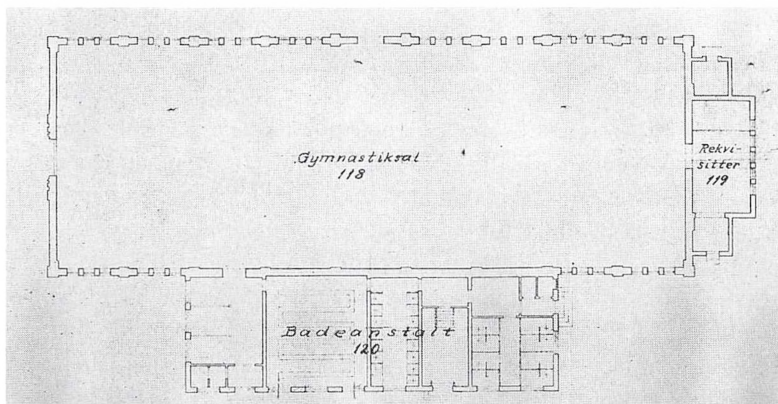 Gymnastiksal
118
Rekvi-
sitter
119
Badeanstalt
120